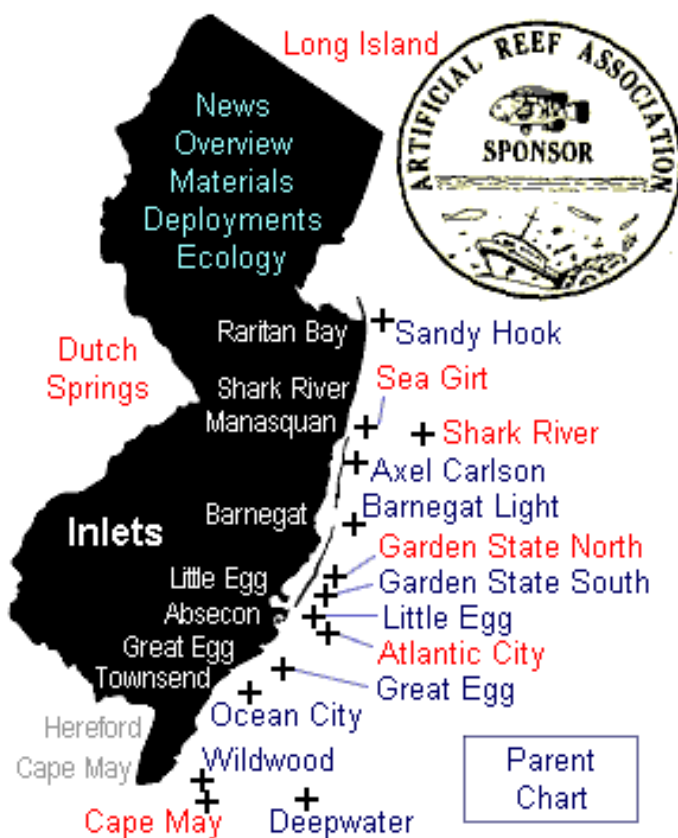 Long Island
ARTIFICIAL REEF ASSOCIATION
SPONSOR
News
Overview
Materials
Deployments
Ecology
Raritan Bay
Sandy Hook
Dutch
Springs
Sea Girt
Shark River
Manasquan
Shark River
Axel Carlson
Barnegat
Barnegat Light
Inlets
Garden State North
Little Egg
Garden State South
Absecon
Little Egg
Great Egg
Atlantic City
Townsend
Great Egg
Ocean City
Hereford
Cape May
Wildwood
Parent
Chart
Cape May
Deepwater